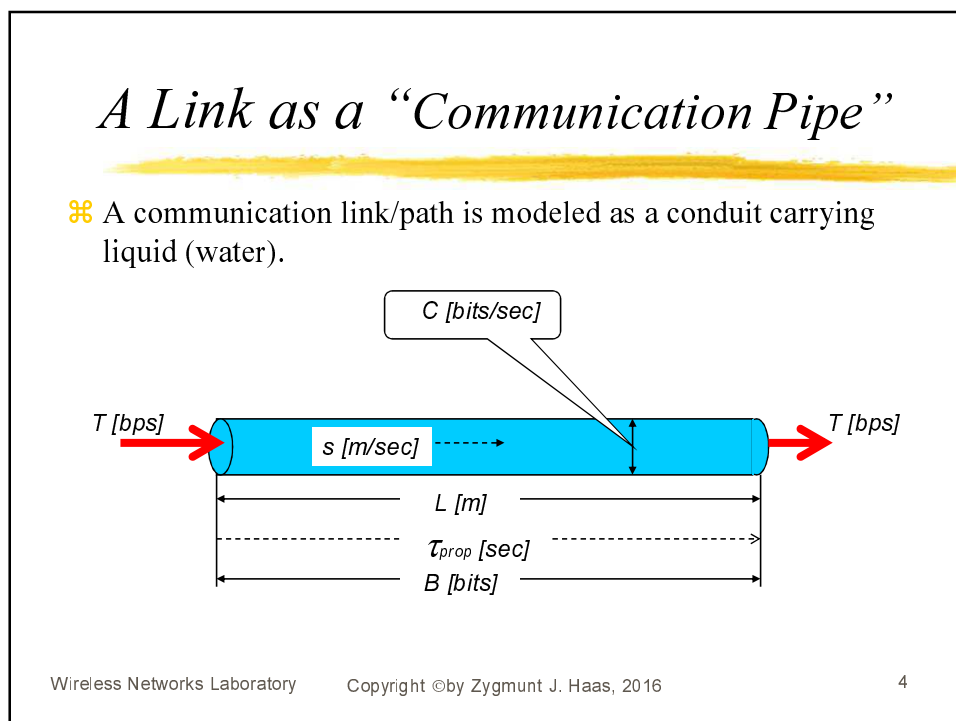 A Link as a “Communication Pipe”
⌘ A communication link/path is modeled as a conduit carrying
liquid (water).
C [bits/sec]
T [bps]
T [bps]
s [m/sec]
L [m]
τprop [sec]
B [bits]
Wireless Networks Laboratory
Copyright ©by Zygmunt J. Haas, 2016
4